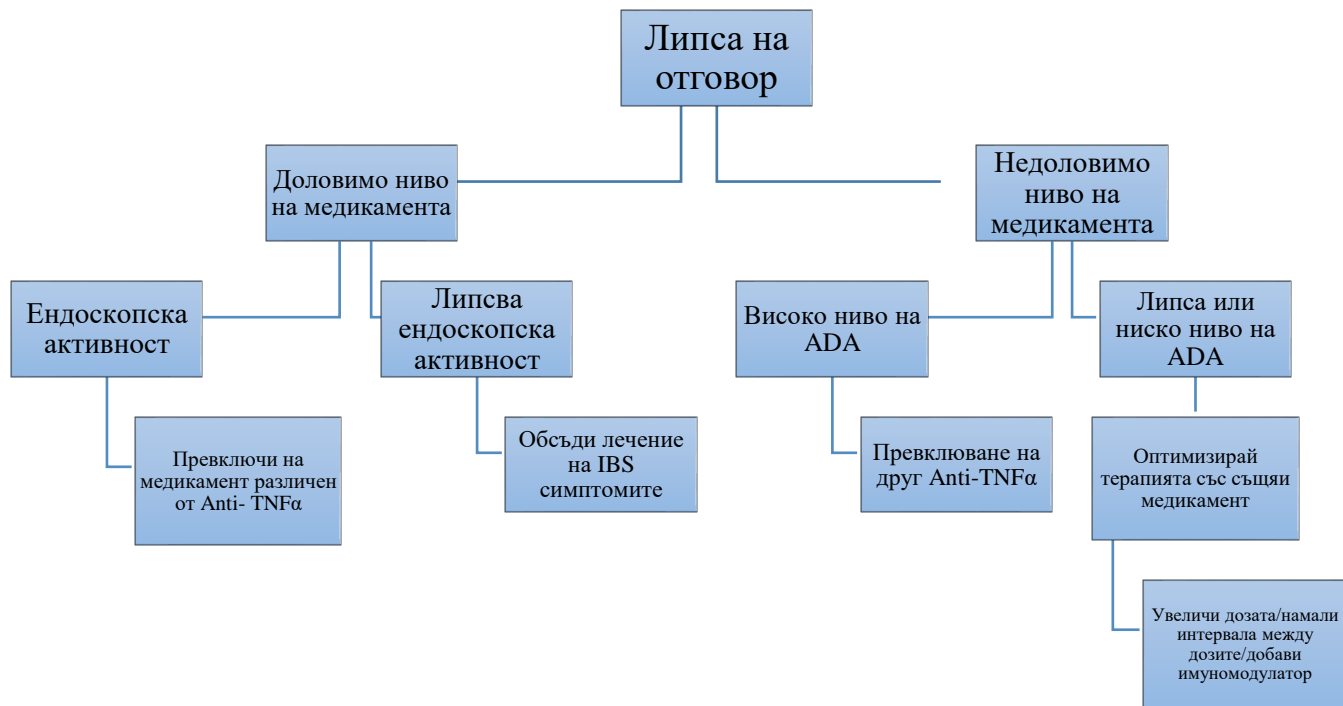 Липса на
отговор
Доловимо ниво
на медикамента
Недоловимо
ниво на
медикамента
Ендоскопска
активност
Липсва
ендоскопска
активност
Високо ниво на
ADA
Липса или
ниско ниво на
ADA
Превключи на
медикамент различен
от Anti- TNFα
Обсъди лечение
на IBS
симптомите
Превклюване на
друг Anti-TNFα
Оптимизирай
терапията със същяи
медикамент
Увеличи дозата/намали
интервала между
дозите/добави
имуномодулатор